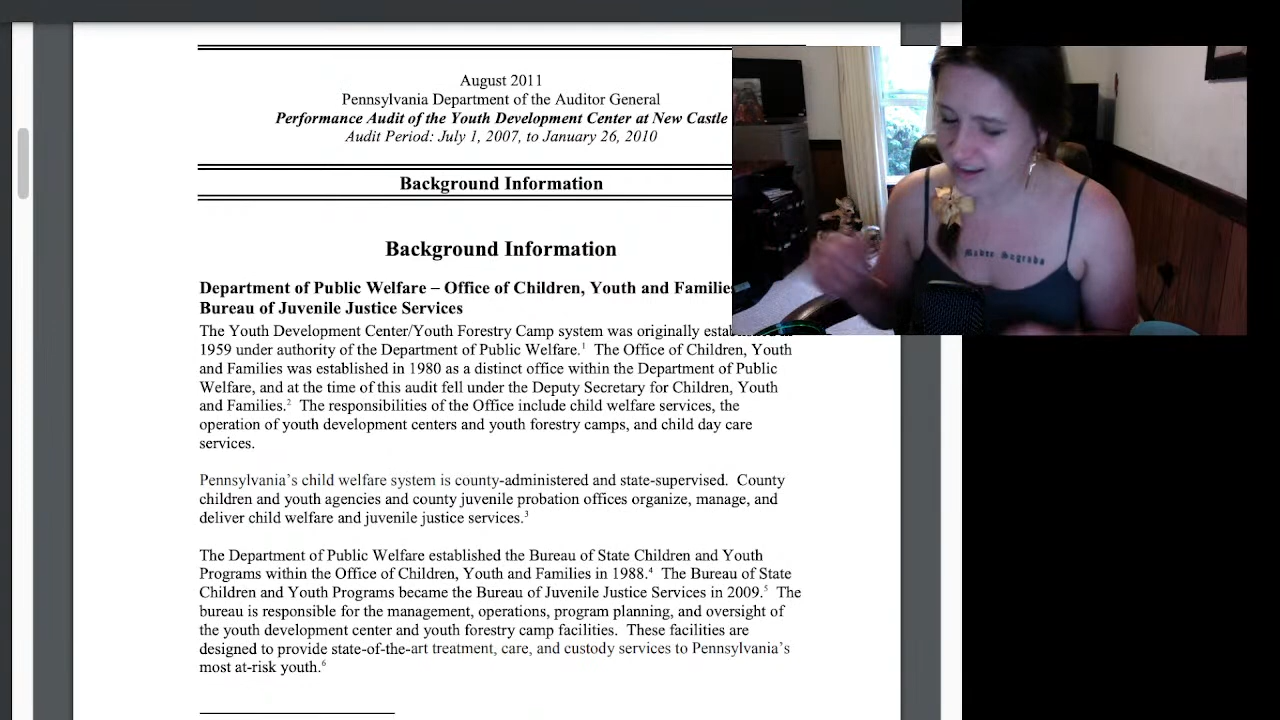 August 2011
Pennsylvania Department of the Auditor General
Performance Audit of the Youth Development Center at New Castle
Audit Period: July 1, 2007, to January 26, 2010
Background Information
Background Information
Department of Public Welfare – Office of Children, Youth and Families
Bureau of Juvenile Justice Services
The Youth Development Center/Youth Forestry Camp system was originally
1959 under authority of the Department of Public Welfare.1 The Office of Children, Youth
and Families was established in 1980 as a distinct office within the Department of Public
Welfare, and at the time of this audit fell under the Deputy Secretary for Children, Youth
and Families.2 The responsibilities of the Office include child welfare services, the
operation of youth development centers and youth forestry camps, and child day care
services.
Pennsylvania's child welfare system is county-administered and state-supervised. County
children and youth agencies and county juvenile probation offices organize, manage, and
deliver child welfare and juvenile justice services.3
The Department of Public Welfare established the Bureau of State Children and Youth
Programs within the Office of Children, Youth and Families in 1988.4 The Bureau of State
Children and Youth Programs became the Bureau of Juvenile Justice Services in 2009.5 The
bureau is responsible for the management, operations, program planning, and oversight of
the youth development center and youth forestry camp facilities. These facilities are
designed to provide state-of-the-art treatment, care, and custody services to Pennsylvania's
most at-risk youth.6
Madre Sagrada